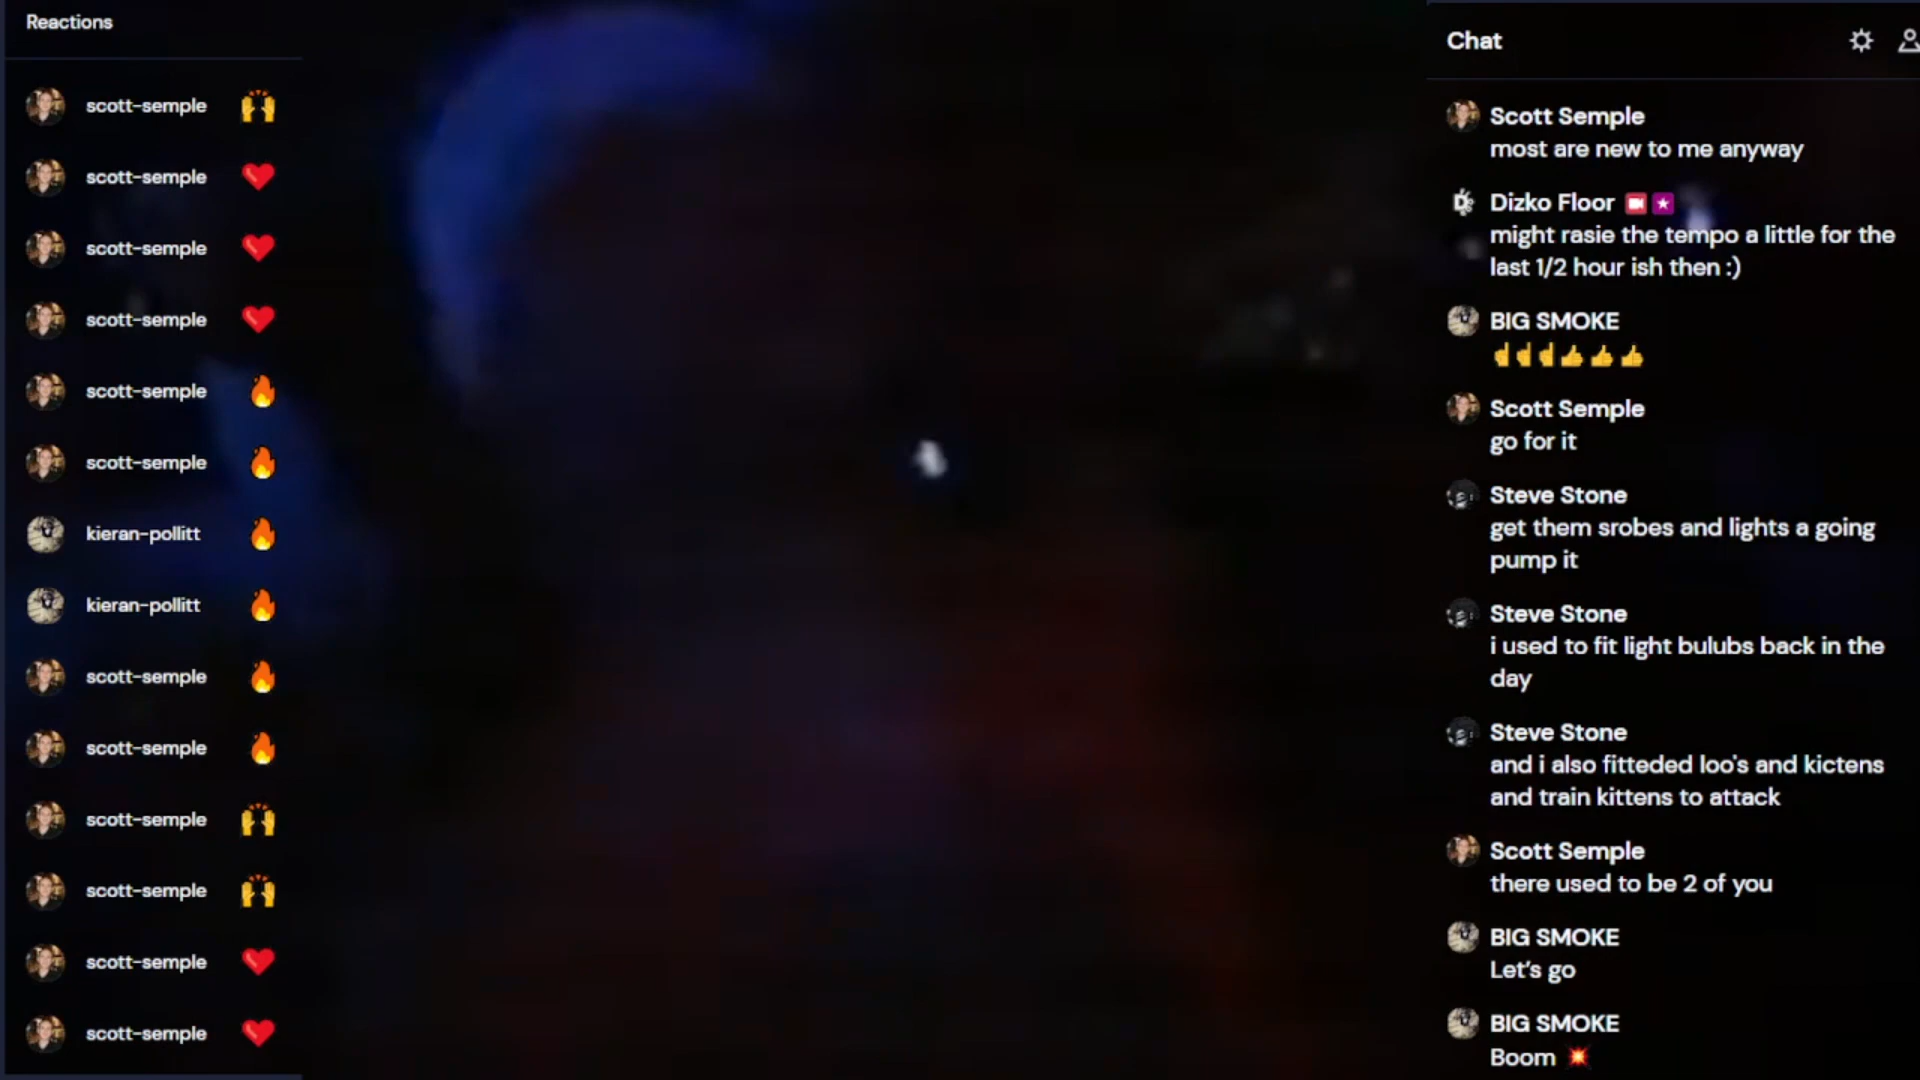 Reactions
scott-semple 🙌
scott-semple ❤️
scott-semple ❤️
scott-semple ❤️
scott-semple 🔥
scott-semple 🔥
kieran-pollitt 🔥
kieran-pollitt 🔥
scott-semple 🔥
scott-semple 🔥
scott-semple 🙌
scott-semple 🙌
scott-semple ❤️
scott-semple ❤️
Chat
Scott Semple
most are new to me anyway
Dizko Floor
might rasie the tempo a little for the
last 1/2 hour ish then :)
BIG SMOKE
☝️☝️☝️👍👍👍
Scott Semple
go for it
Steve Stone
get them srobes and lights a going
pump it
Steve Stone
i used to fit light bulubs back in the
day
Steve Stone
and i also fitteded loo's and kictens
and train kittens to attack
Scott Semple
there used to be 2 of you
BIG SMOKE
Let's go
BIG SMOKE
Boom 💥